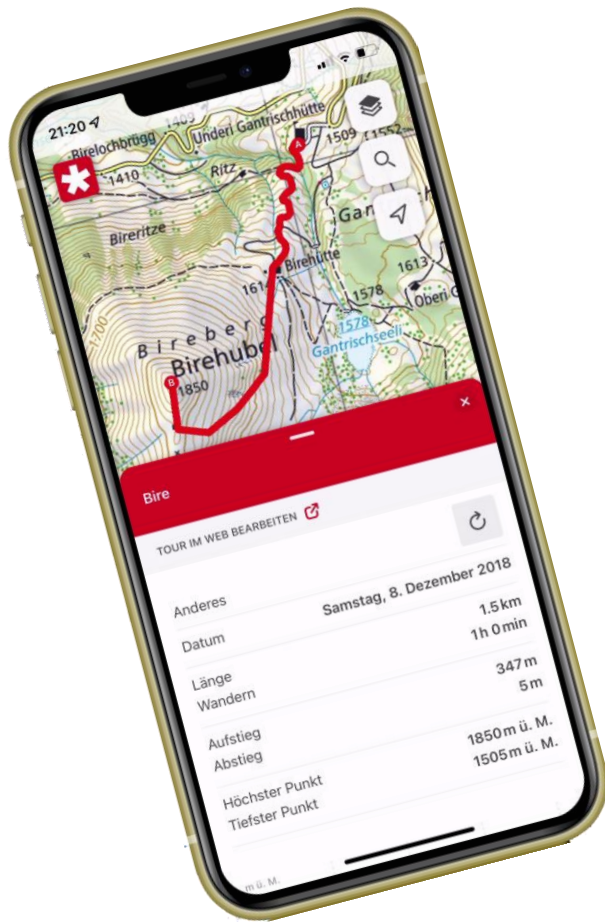 21:20
1409
Birelochbrügg
Underi Gantrischhütte
1509
1552
1410
Ritz
Bireritze
Birehütte
1613
1578
Oberi
1700
Bireberg
Birehubel
1578
Gantrischseeli
B
1850
A
Bire
TOUR IM WEB BEARBEITEN
Anderes
Datum Samstag, 8. Dezember 2018
Länge 1.5 km
Wandern 1 h 0 min
Aufstieg 347 m
Abstieg 5 m
Höchster Punkt 1850 m ü. M.
Tiefster Punkt 1505 m ü. M.
m ü. M.